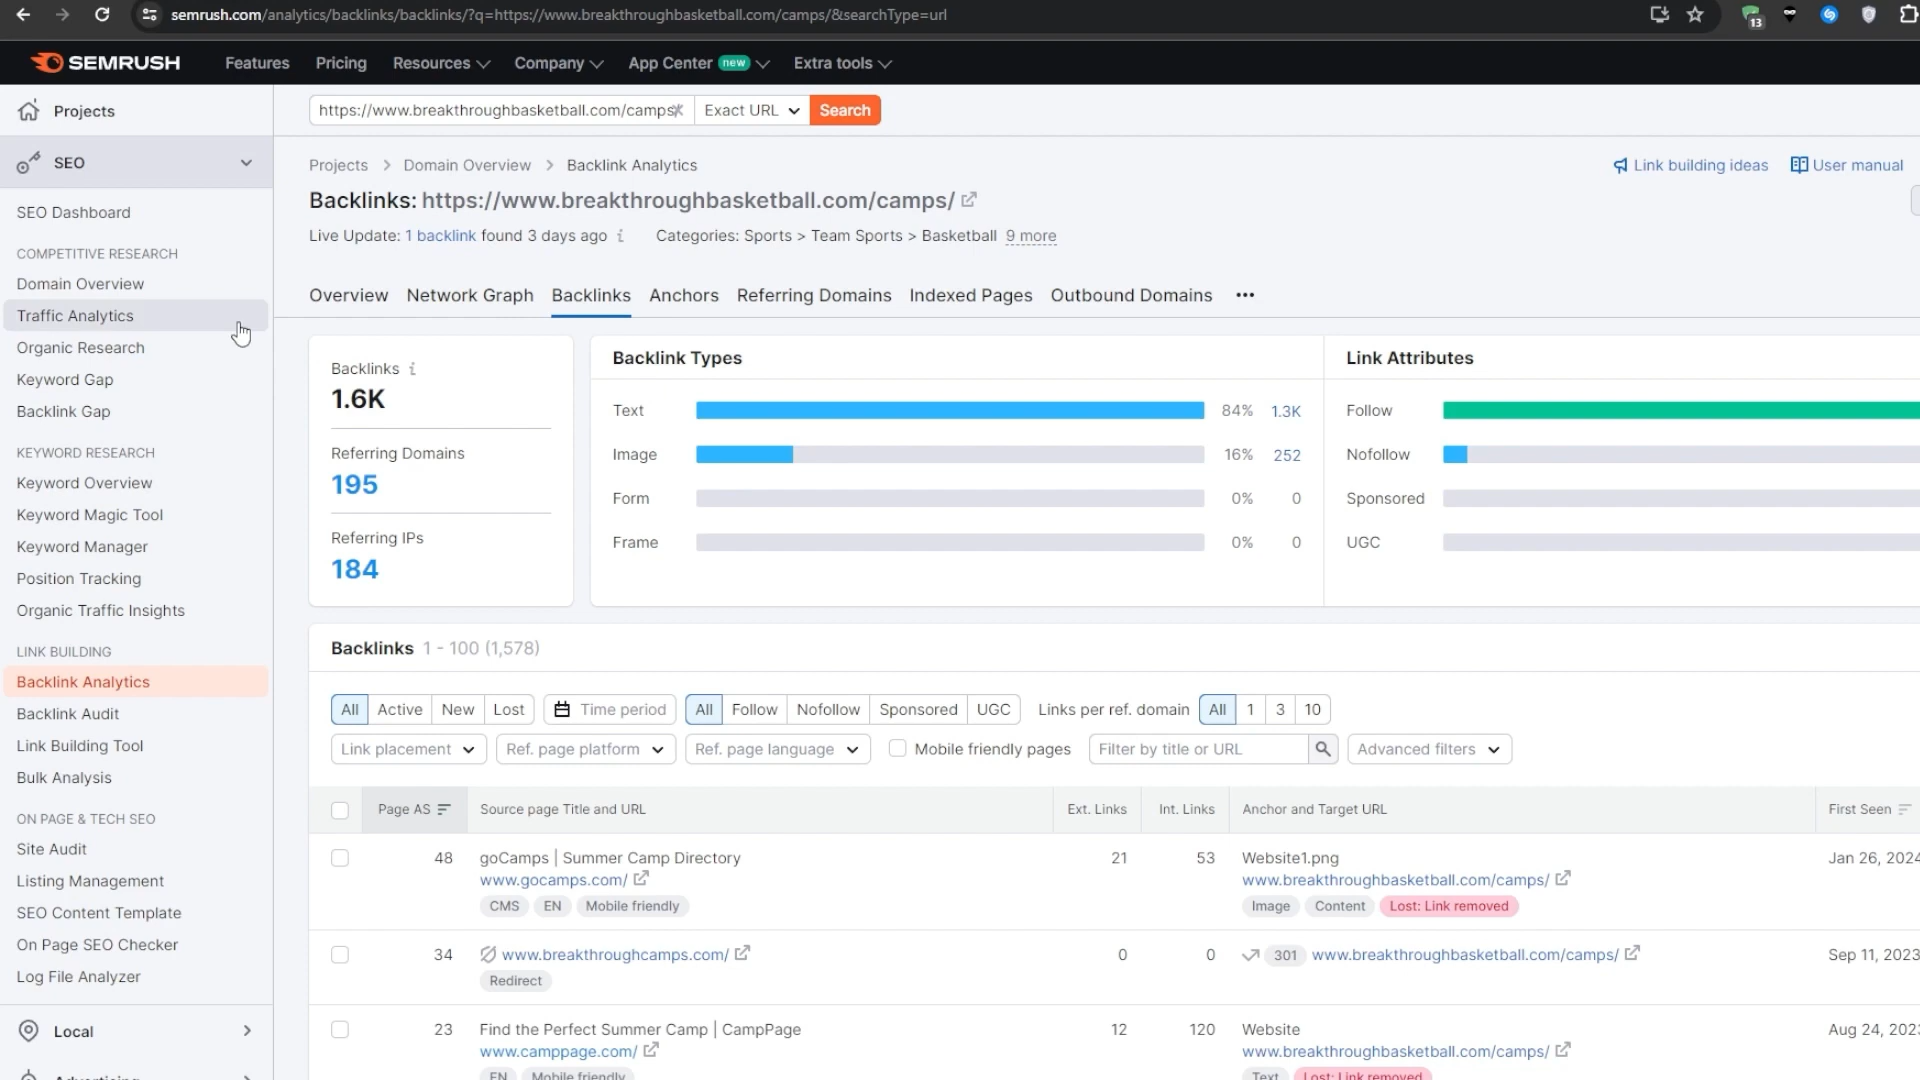 semrush.com/analytics/backlinks/backlinks/?q=https://www.breakthroughbasketball.com/camps/&searchType=url
13
SEMRUSH
Features
Pricing
Resources
Company
App Center new
Extra tools
Projects
https://www.breakthroughbasketball.com/camps
Exact URL
Search
SEO
Projects > Domain Overview > Backlink Analytics
Link building ideas
User manual
Backlinks: https://www.breakthroughbasketball.com/camps/
Live Update: 1 backlink found 3 days ago
Categories: Sports > Team Sports > Basketball 9 more
SEO Dashboard
COMPETITIVE RESEARCH
Domain Overview
Traffic Analytics
Organic Research
Keyword Gap
Backlink Gap
KEYWORD RESEARCH
Keyword Overview
Keyword Magic Tool
Keyword Manager
Position Tracking
Organic Traffic Insights
LINK BUILDING
Backlink Analytics
Backlink Audit
Link Building Tool
Bulk Analysis
ON PAGE & TECH SEO
Site Audit
Listing Management
SEO Content Template
On Page SEO Checker
Log File Analyzer
Local
Overview Network Graph Backlinks Anchors Referring Domains Indexed Pages Outbound Domains •••
Backlinks i
1.6K
Referring Domains
195
Referring IPs
184
Backlink Types
Text 84% 1.3K
Image 16% 252
Form 0% 0
Frame 0% 0
Link Attributes
Follow
Nofollow
Sponsored
UGC
Backlinks 1 - 100 (1,578)
All Active New Lost
Time period
All Follow Nofollow Sponsored UGC
Links per ref. domain All 1 3 10
Link placement
Ref. page platform
Ref. page language
Mobile friendly pages
Filter by title or URL
Advanced filters
Page AS Source page Title and URL Ext. Links Int. Links Anchor and Target URL First Seen
48 goCamps | Summer Camp Directory 21 53 Website1.png Jan 26, 2024
www.gocamps.com/ www.breakthroughbasketball.com/camps/
CMS EN Mobile friendly Image Content Lost: Link removed
34 www.breakthroughcamps.com/ 0 0 301 www.breakthroughbasketball.com/camps/ Sep 11, 2023
Redirect
23 Find the Perfect Summer Camp | CampPage 12 120 Website Aug 24, 2023
www.camppage.com/ www.breakthroughbasketball.com/camps/
EN Mobile friendly Text Lost: Link removed